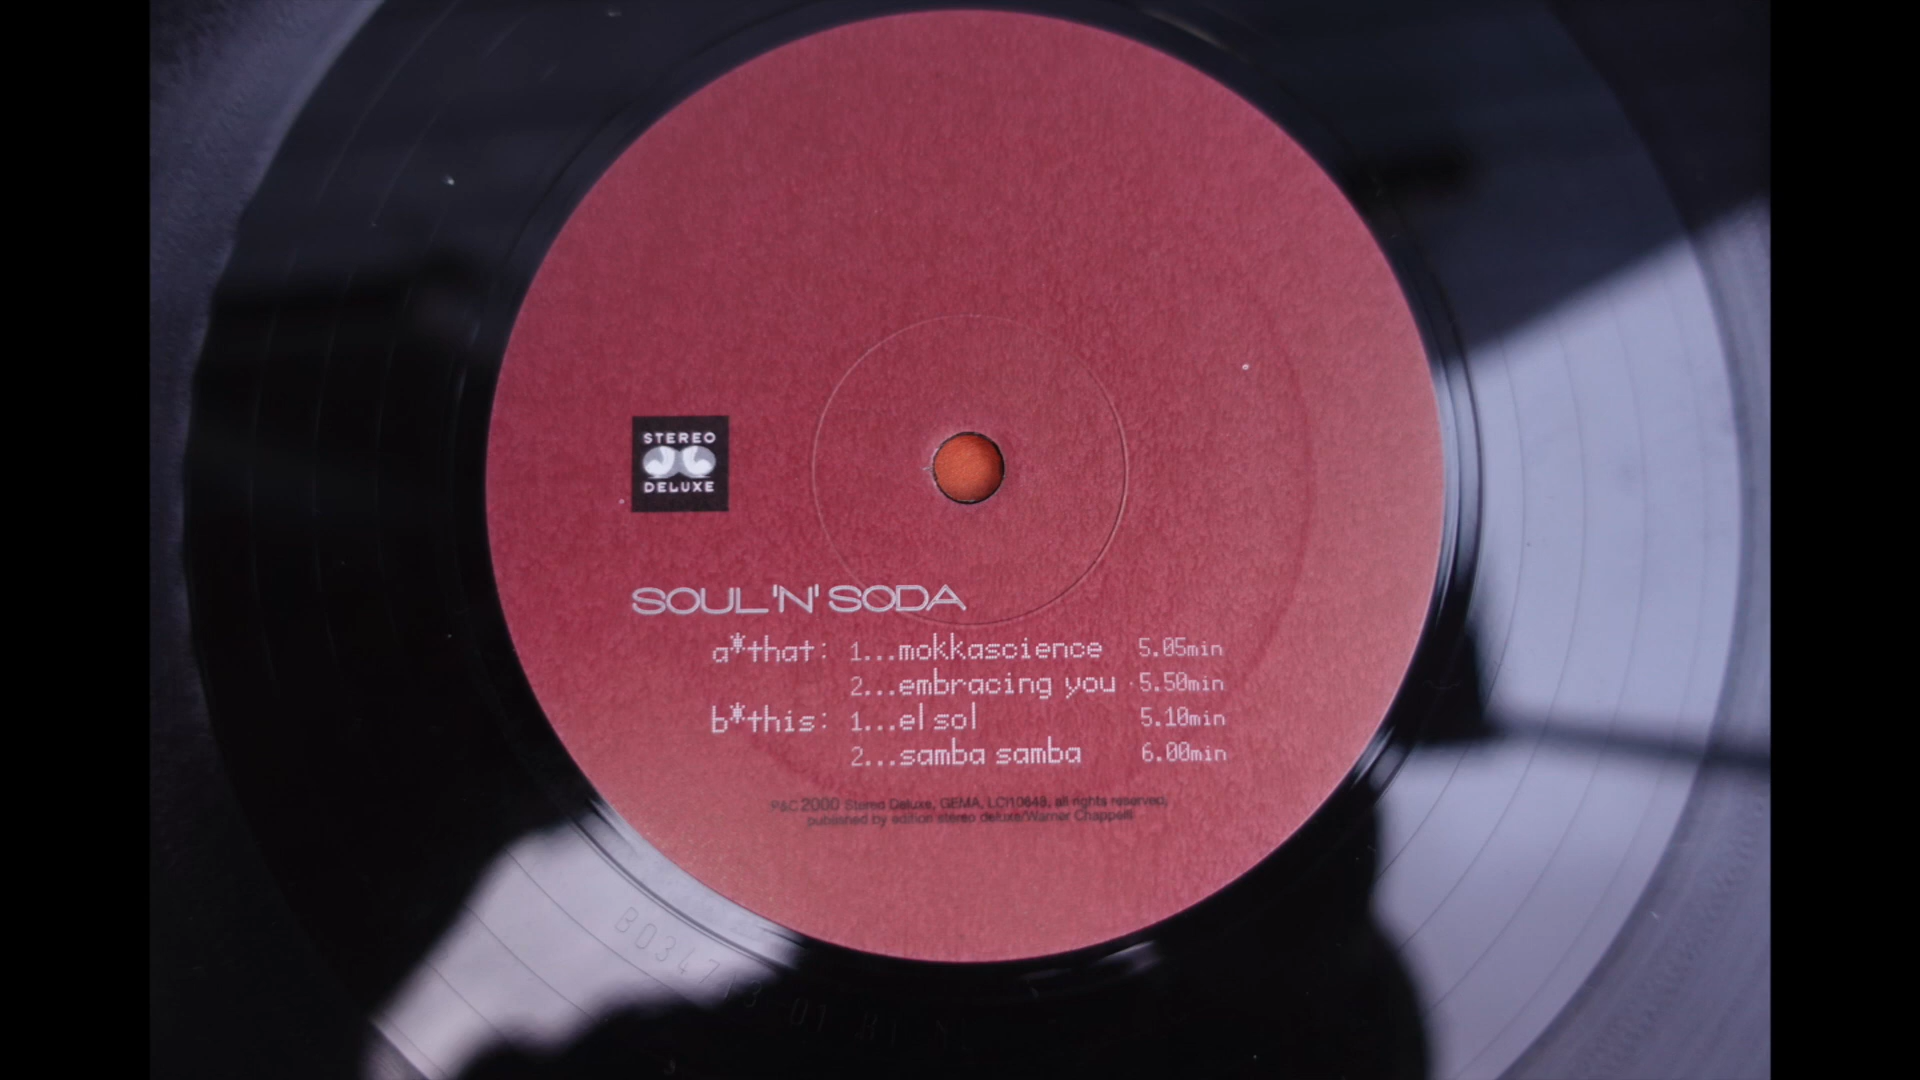 STEREO
DELUXE
SOUL 'N' SODA
a*that: 1...mokkascience 5.05min
2...embracing you 5.50min
b*this: 1...el sol 5.10min
2...samba samba 6.00min
P&C 2000 Stereo Deluxe, GEMA, LC10649, all rights reserved,
published by edition stereo deluxe/Warner Chappell